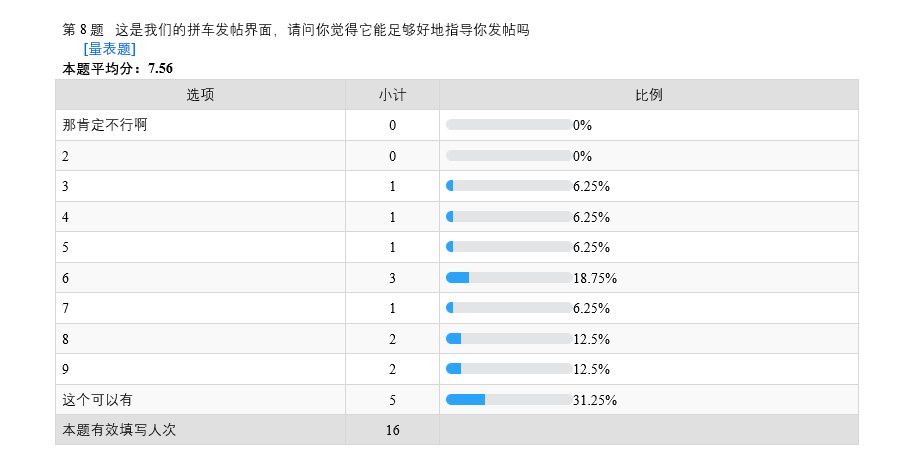 第 8 题 这是我们的拼车发帖界面，请问你觉得它能足够好地指导你发帖吗
[量表题]
本题平均分：7.56
选项 小计 比例
那肯定不行啊 0 0%
2 0 0%
3 1 6.25%
4 1 6.25%
5 1 6.25%
6 3 18.75%
7 1 6.25%
8 2 12.5%
9 2 12.5%
这个可以有 5 31.25%
本题有效填写人次 16